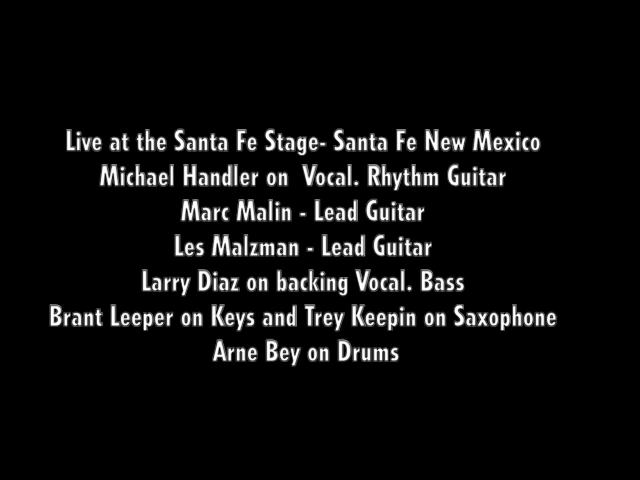 Live at the Santa Fe Stage- Santa Fe New Mexico
Michael Handler on  Vocal. Rhythm Guitar
Marc Malin - Lead Guitar
Les Malzman - Lead Guitar
Larry Diaz on backing Vocal. Bass
Brant Leeper on Keys and Trey Keepin on Saxophone
Arne Bey on Drums